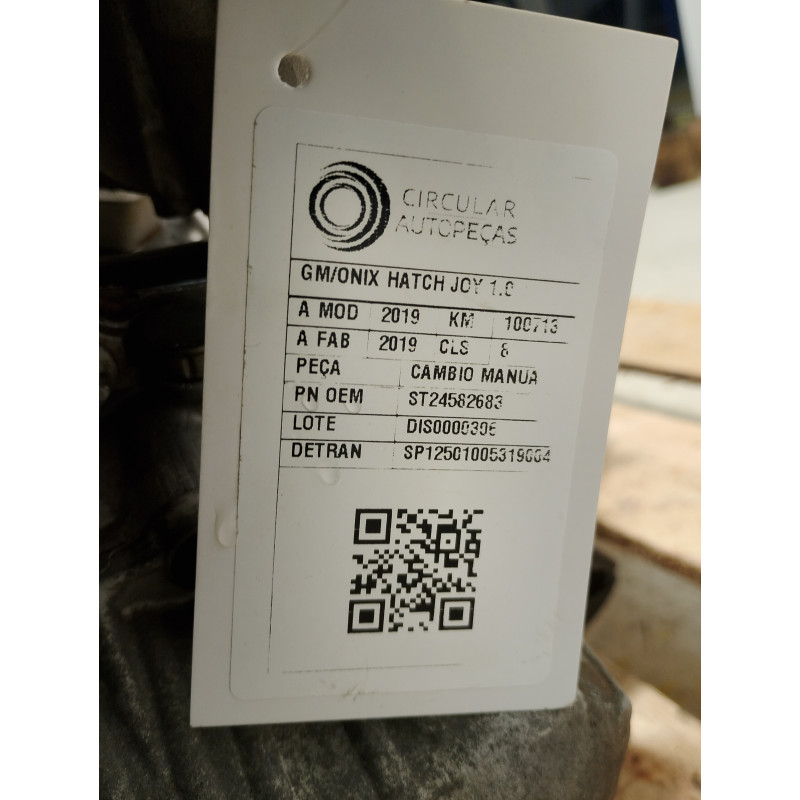 CIRCULAR
AUTOPEÇAS
GM/ONIX HATCH JOY 1.0
A MOD 2019 KM 100713
A FAB 2019 CLS 8
PEÇA CAMBIO MANUA
PN OEM ST24582683
LOTE DIS0000306
DETRAN SP12501005319004